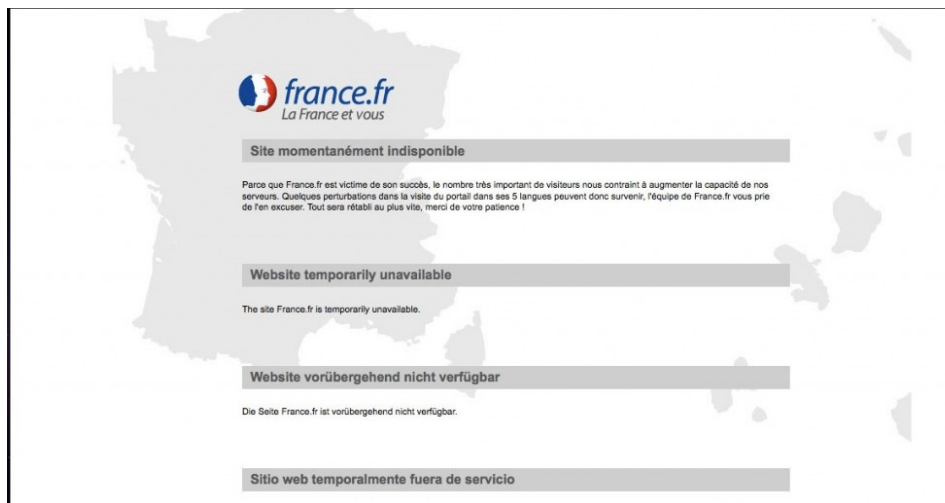 france.fr
La France et vous
Site momentanément indisponible
Parce que France.fr est victime de son succès, le nombre très important de visiteurs nous contraint à augmenter la capacité de nos
serveurs. Quelques perturbations dans la visite du portail dans ses 5 langues peuvent donc survenir, l'équipe de France.fr vous prie
de l'en excuser. Tout sera rétabli au plus vite, merci de votre patience !
Website temporarily unavailable
The site France.fr is temporarily unavailable.
Website vorübergehend nicht verfügbar
Die Seite France.fr ist vorübergehend nicht verfügbar.
Sitio web temporalmente fuera de servicio